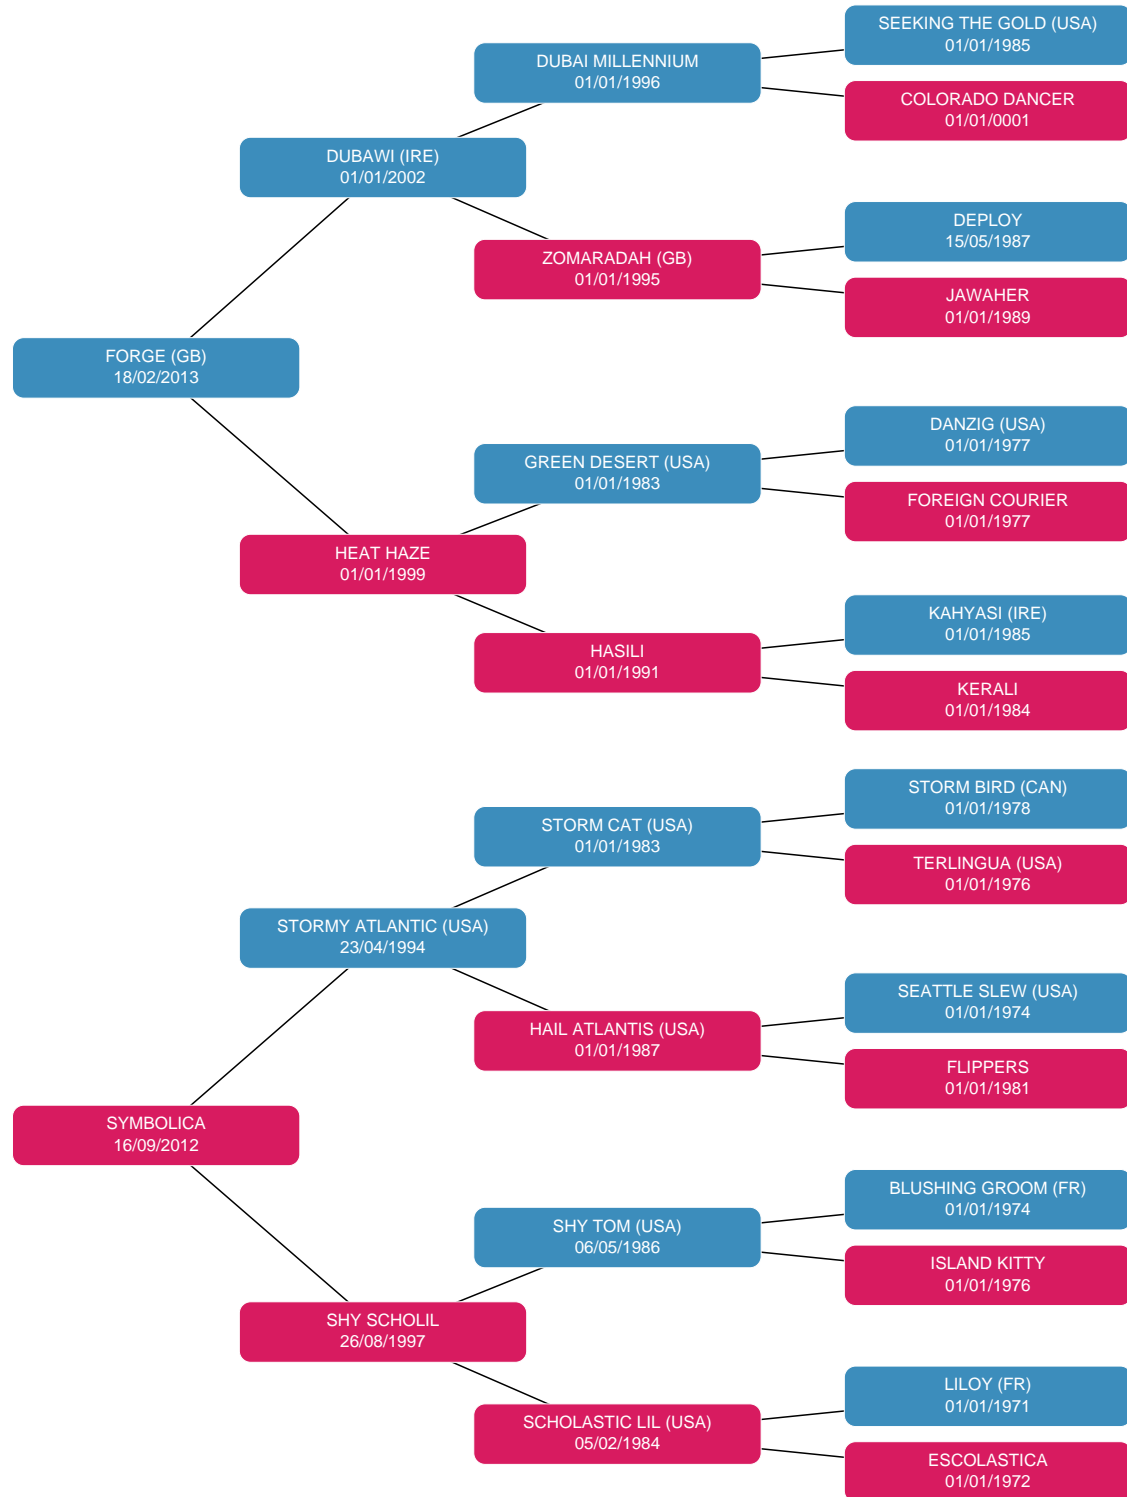 SEEKING THE GOLD (USA)
01/01/1985
DUBAI MILLENNIUM
01/01/1996
COLORADO DANCER
01/01/0001
DUBAWI (IRE)
01/01/2002
DEPLOY
15/05/1987
ZOMARADAH (GB)
01/01/1995
JAWAHER
01/01/1989
FORGE (GB)
18/02/2013
DANZIG (USA)
01/01/1977
GREEN DESERT (USA)
01/01/1983
FOREIGN COURIER
01/01/1977
HEAT HAZE
01/01/1999
KAHYASI (IRE)
01/01/1985
HASILI
01/01/1991
KERALI
01/01/1984
STORM BIRD (CAN)
01/01/1978
STORM CAT (USA)
01/01/1983
TERLINGUA (USA)
01/01/1976
STORMY ATLANTIC (USA)
23/04/1994
SEATTLE SLEW (USA)
01/01/1974
HAIL ATLANTIS (USA)
01/01/1987
FLIPPERS
01/01/1981
SYMBOLICA
16/09/2012
BLUSHING GROOM (FR)
01/01/1974
SHY TOM (USA)
06/05/1986
ISLAND KITTY
01/01/1976
SHY SCHOLIL
26/08/1997
LILOY (FR)
01/01/1971
SCHOLASTIC LIL (USA)
05/02/1984
ESCOLASTICA
01/01/1972